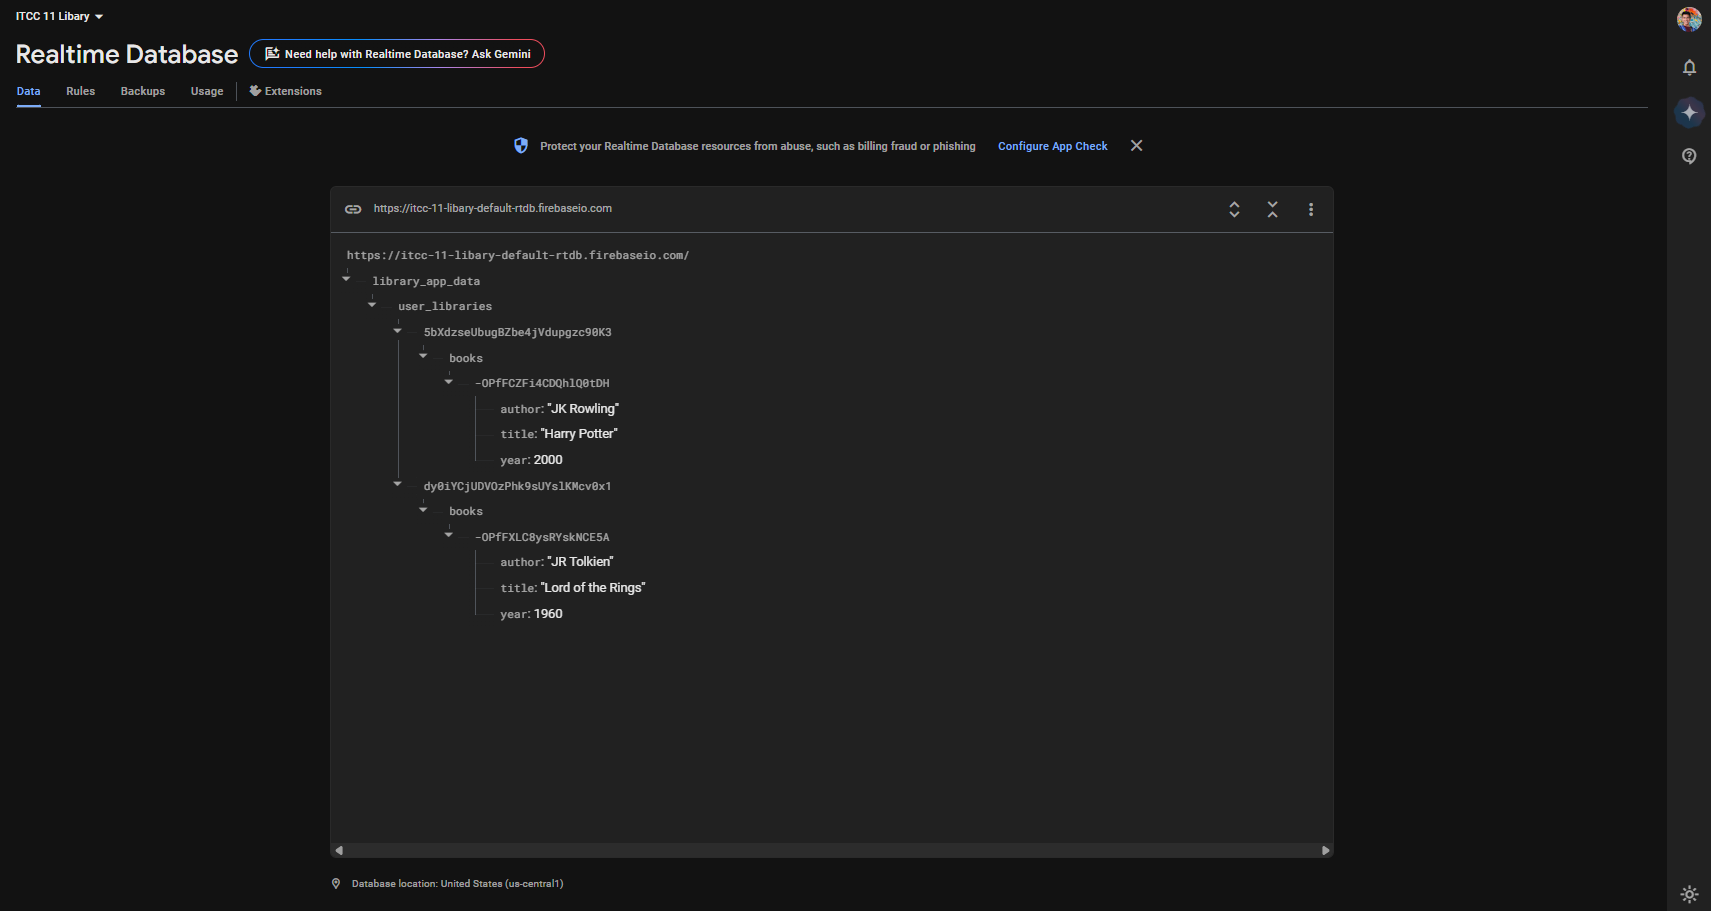 ITCC 11 Libary
Realtime Database
Need help with Realtime Database? Ask Gemini
Data Rules Backups Usage Extensions
Protect your Realtime Database resources from abuse, such as billing fraud or phishing Configure App Check
https://itcc-11-libary-default-rtdb.firebaseio.com
https://itcc-11-libary-default-rtdb.firebaseio.com/
library_app_data
user_libraries
5bXdzseUbugBZbe4jVdupgzc90K3
books
-OPfFCZFi4CDQhlQ0tDH
author: "JK Rowling"
title: "Harry Potter"
year: 2000
dy0iYCjUDVOzPhk9sUYslKMcv0x1
books
-OPfFXLC8ysRYskNCE5A
author: "JR Tolkien"
title: "Lord of the Rings"
year: 1960
Database location: United States (us-central1)